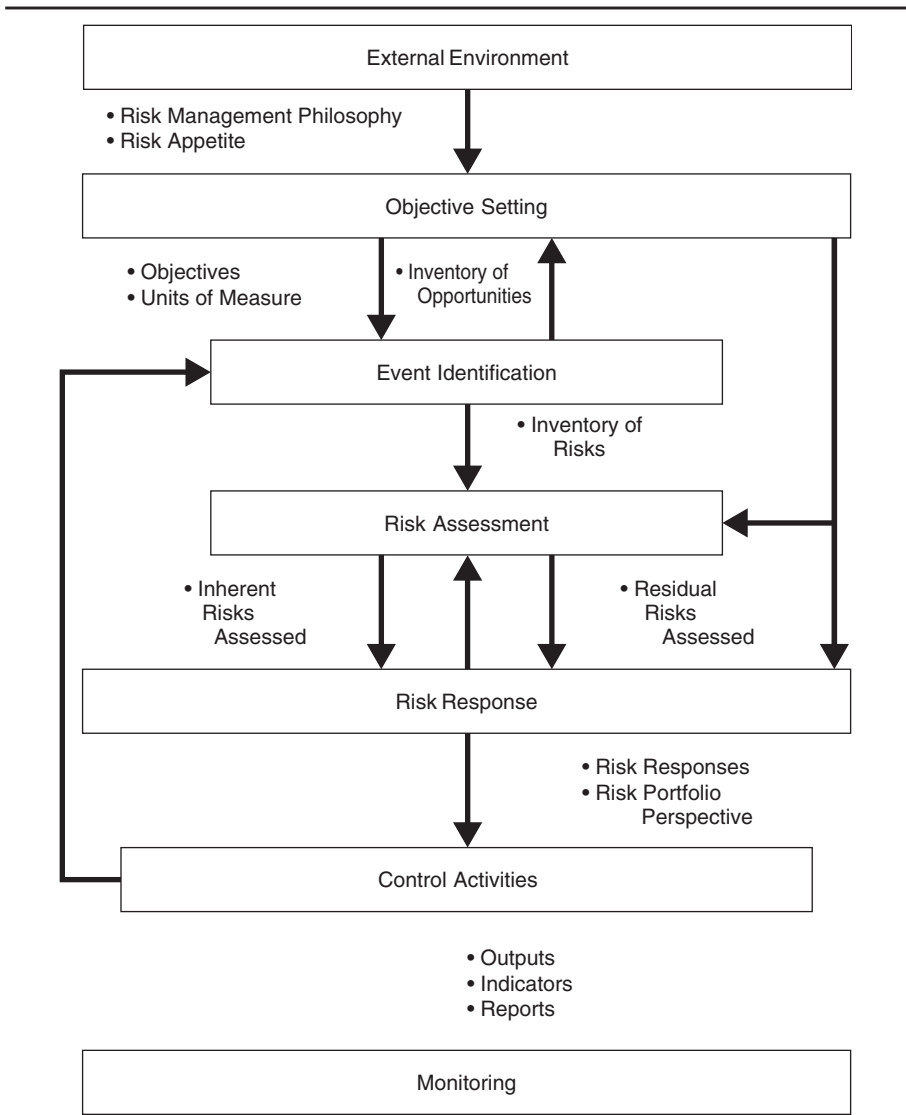 External Environment
• Risk Management Philosophy
• Risk Appetite
Objective Setting
• Objectives
• Units of Measure
• Inventory of
Opportunities
Event Identification
• Inventory of
Risks
Risk Assessment
• Inherent
Risks
Assessed
• Residual
Risks
Assessed
Risk Response
• Risk Responses
• Risk Portfolio
Perspective
Control Activities
• Outputs
• Indicators
• Reports
Monitoring